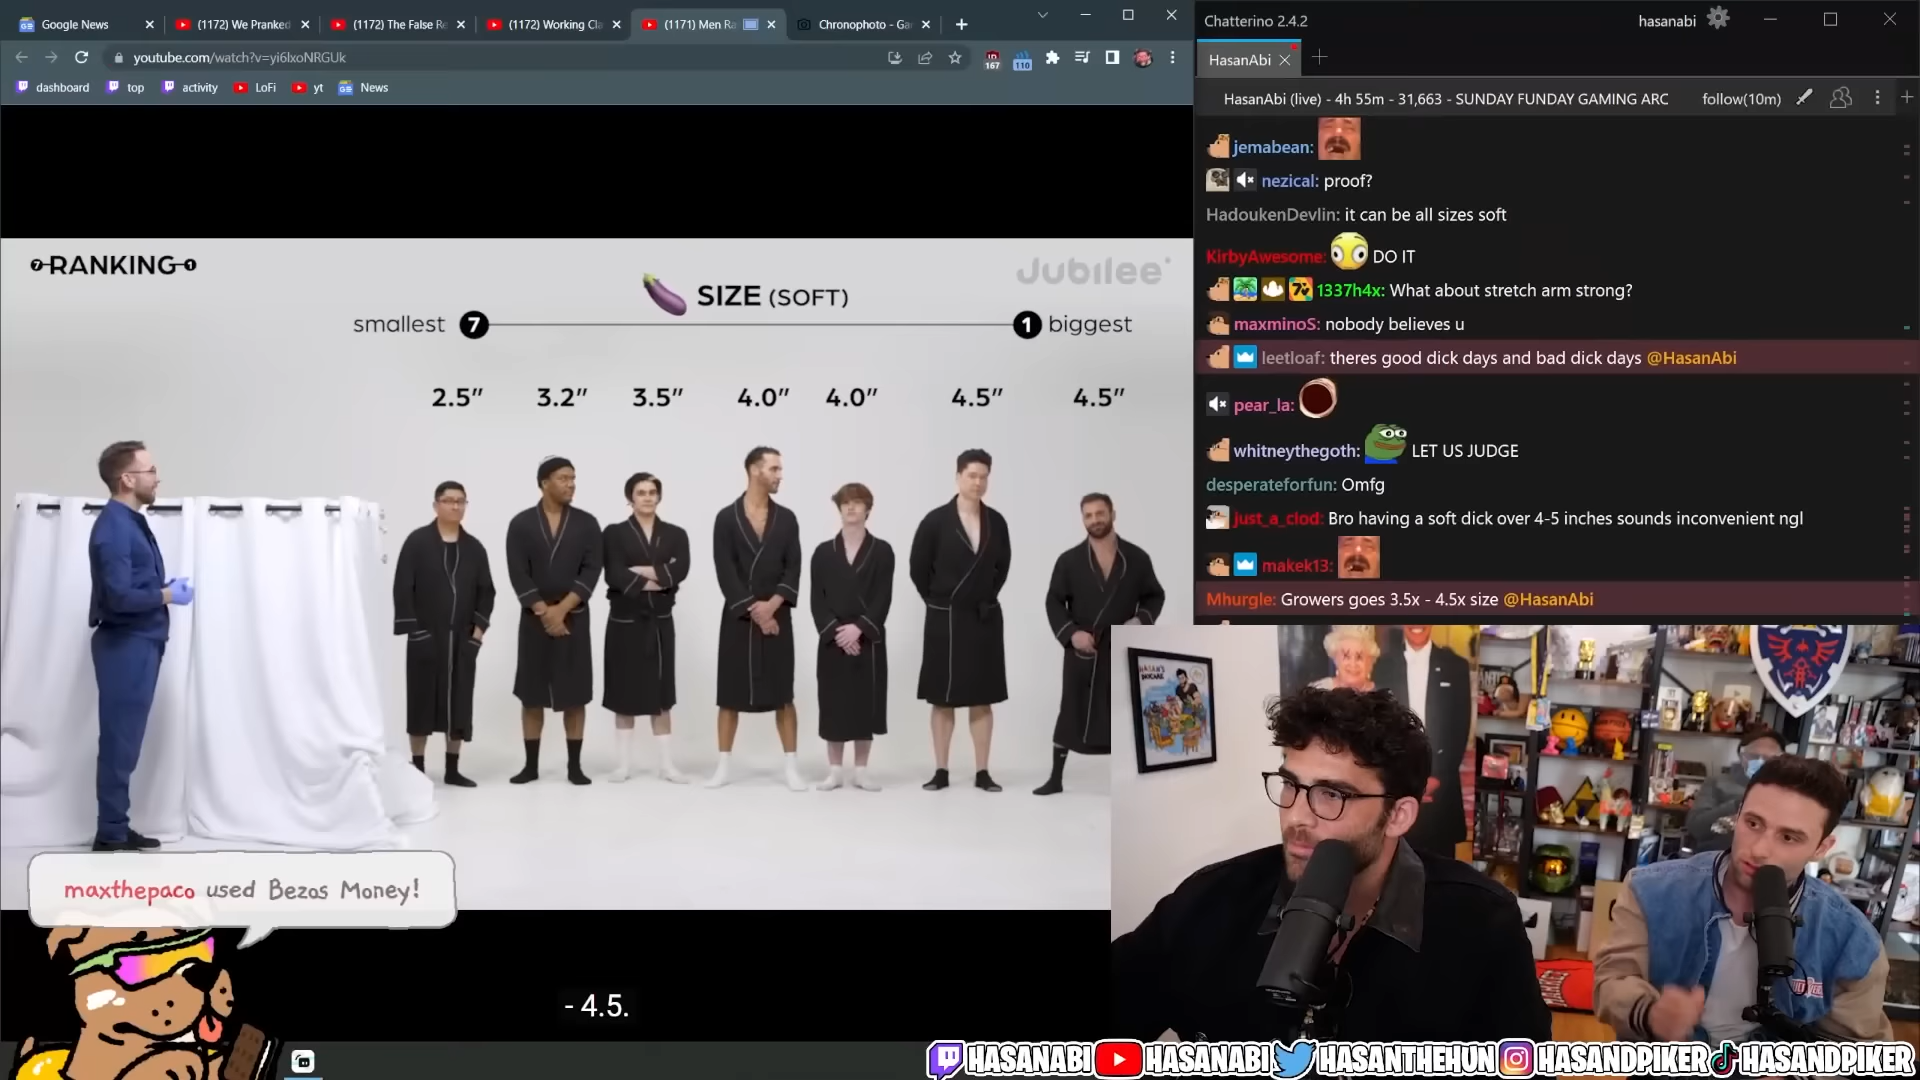 Google News
(1172) We Pranked
(1172) The False Re
(1172) Working Cla
(1171) Men Ra
Chronophoto - Ga
youtube.com/watch?v=yi6lxoNRGUk
167
110
dashboard
top
activity
LoFi
yt
News
7-RANKING-1
Jubilee
SIZE (SOFT)
smallest 7
1 biggest
2.5” 3.2” 3.5” 4.0” 4.0” 4.5” 4.5”
maxthepaco used Bezos Money!
- 4.5.
Chatterino 2.4.2
hasanabi
HasanAbi
HasanAbi (live) - 4h 55m - 31,663 - SUNDAY FUNDAY GAMING ARC
follow(10m)
jemabean:
nezical: proof?
HadoukenDevlin: it can be all sizes soft
KirbyAwesome: DO IT
1337h4x: What about stretch arm strong?
maxminoS: nobody believes u
leetloaf: theres good dick days and bad dick days @HasanAbi
pear_la:
whitneythegoth: LET US JUDGE
desperateforfun: Omfg
just_a_clod: Bro having a soft dick over 4-5 inches sounds inconvenient ngl
makek13:
Mhurgle: Growers goes 3.5x - 4.5x size @HasanAbi
HASANABI HASANABI HASANTHEHUN HASANDPIKER HASANDPIKER